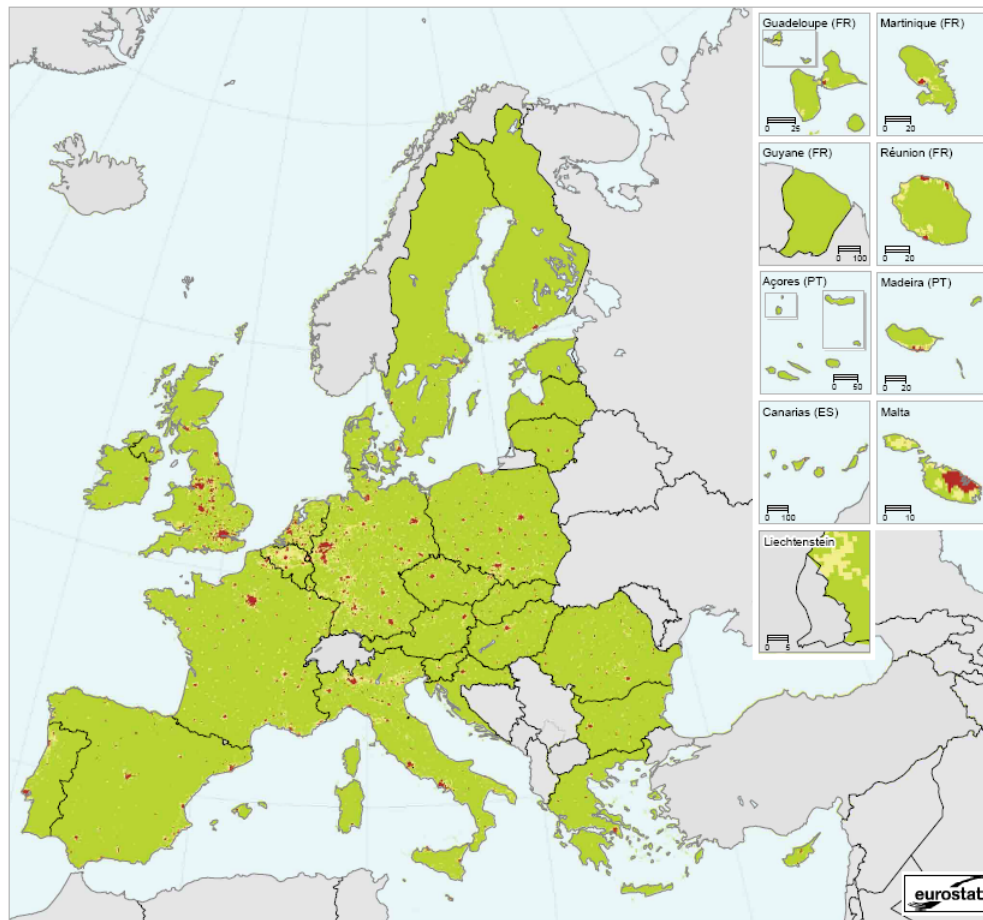 Guadeloupe (FR)
0 25
Martinique (FR)
0 20
Guyane (FR)
0 100
Réunion (FR)
0 20
Açores (PT)
0 50
Madeira (PT)
0 20
Canarias (ES)
0 100
Malta
0 10
Liechtenstein
0 5
eurostat